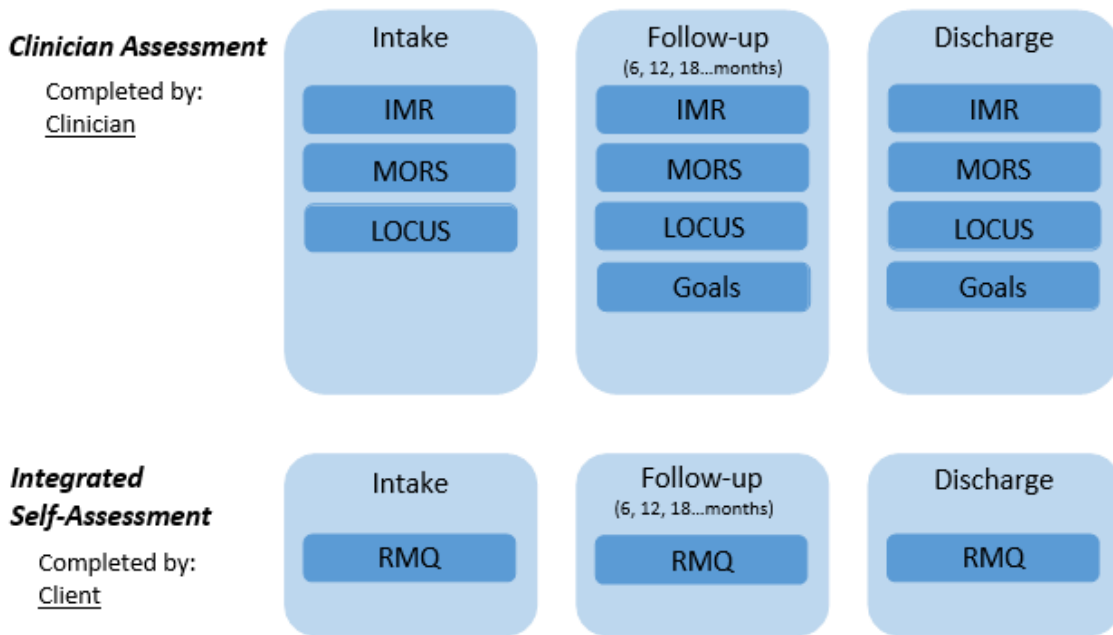 Clinician Assessment
Completed by:
Clinician
Intake
IMR
MORS
LOCUS
Follow-up
(6, 12, 18...months)
IMR
MORS
LOCUS
Goals
Discharge
IMR
MORS
LOCUS
Goals
Integrated
Self-Assessment
Completed by:
Client
Intake
RMQ
Follow-up
(6, 12, 18...months)
RMQ
Discharge
RMQ